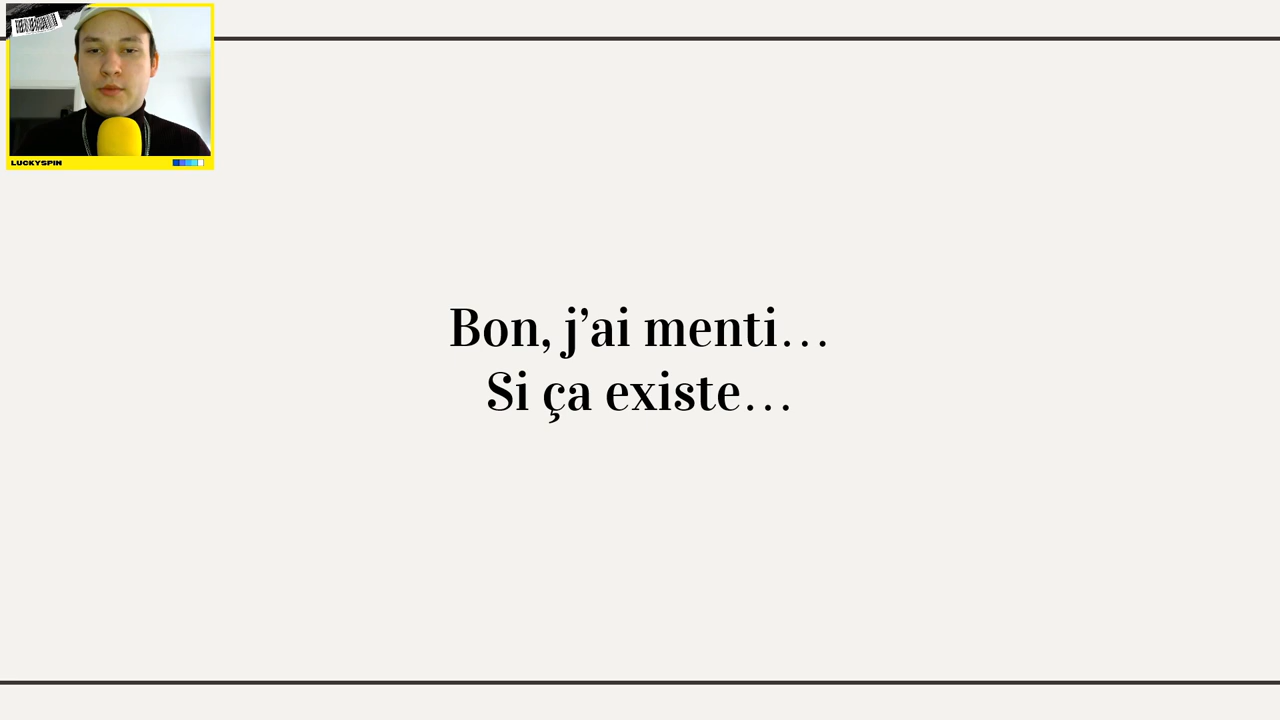 LUCKYSPIN
Bon, j’ai menti…
Si ça existe…